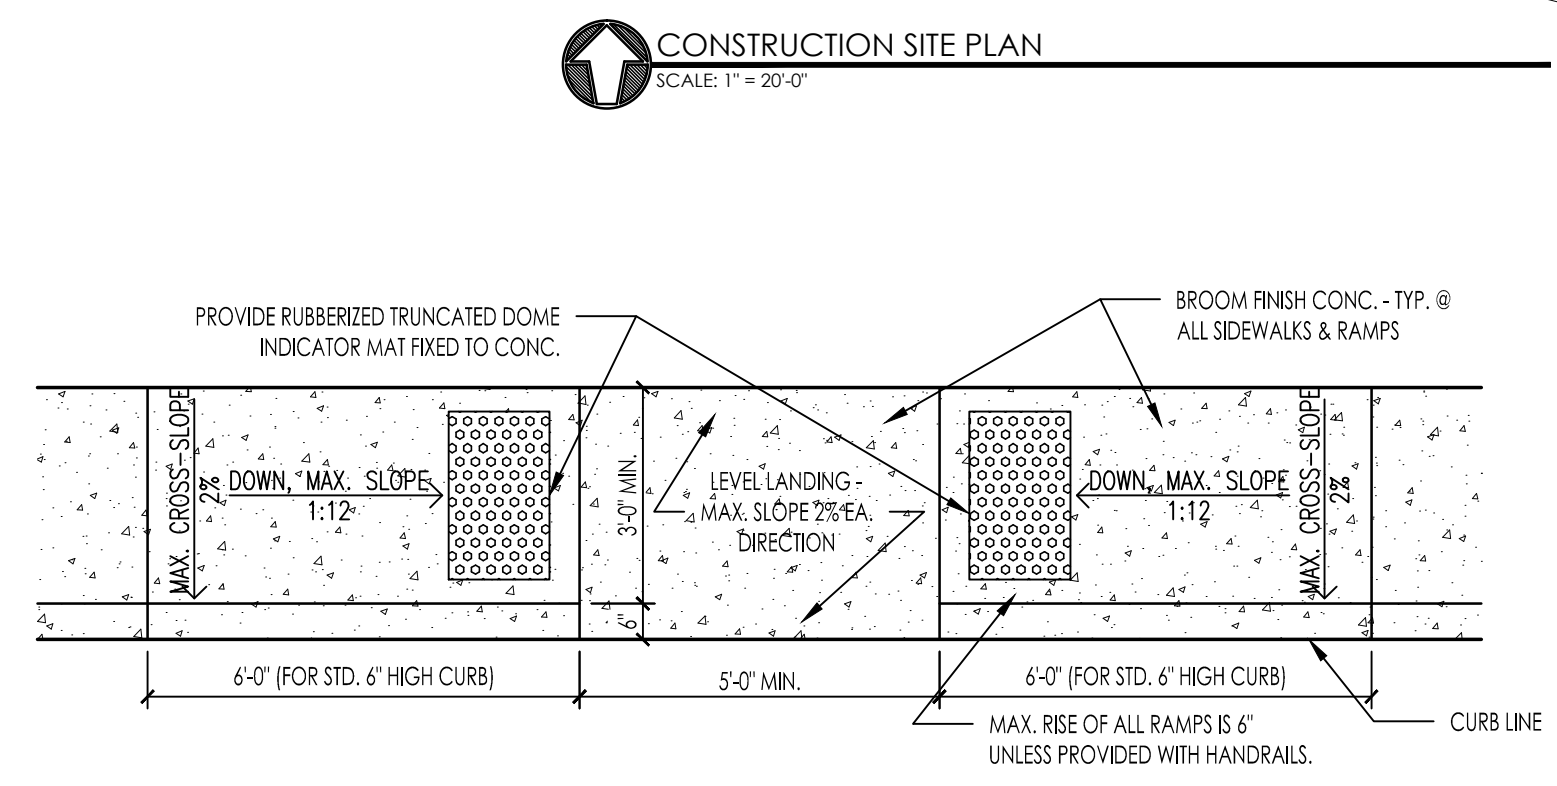 CONSTRUCTION SITE PLAN
SCALE: 1" = 20'-0"
PROVIDE RUBBERIZED TRUNCATED DOME
INDICATOR MAT FIXED TO CONC.
BROOM FINISH CONC. - TYP. @
ALL SIDEWALKS & RAMPS
MAX. CROSS-SLOPE
2%
DOWN, MAX. SLOPE
1:12
3'-0" MIN.
6"
LEVEL LANDING -
MAX. SLOPE 2% EA.
DIRECTION
DOWN, MAX. SLOPE
1:12
MAX. CROSS-SLOPE
2%
6'-0" (FOR STD. 6" HIGH CURB)
5'-0" MIN.
6'-0" (FOR STD. 6" HIGH CURB)
MAX. RISE OF ALL RAMPS IS 6"
UNLESS PROVIDED WITH HANDRAILS.
CURB LINE